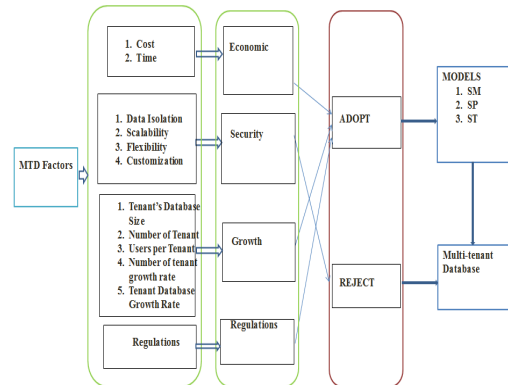 MTD Factors
1. Cost
2. Time
1. Data Isolation
2. Scalability
3. Flexibility
4. Customization
1. Tenant's Database
Size
2. Number of Tenant
3. Users per Tenant
4. Number of tenant
growth rate
5. Tenant Database
Growth Rate
Regulations
Economic
Security
Growth
Regulations
ADOPT
REJECT
MODELS
1. SM
2. SP
3. ST
Multi-tenant
Database